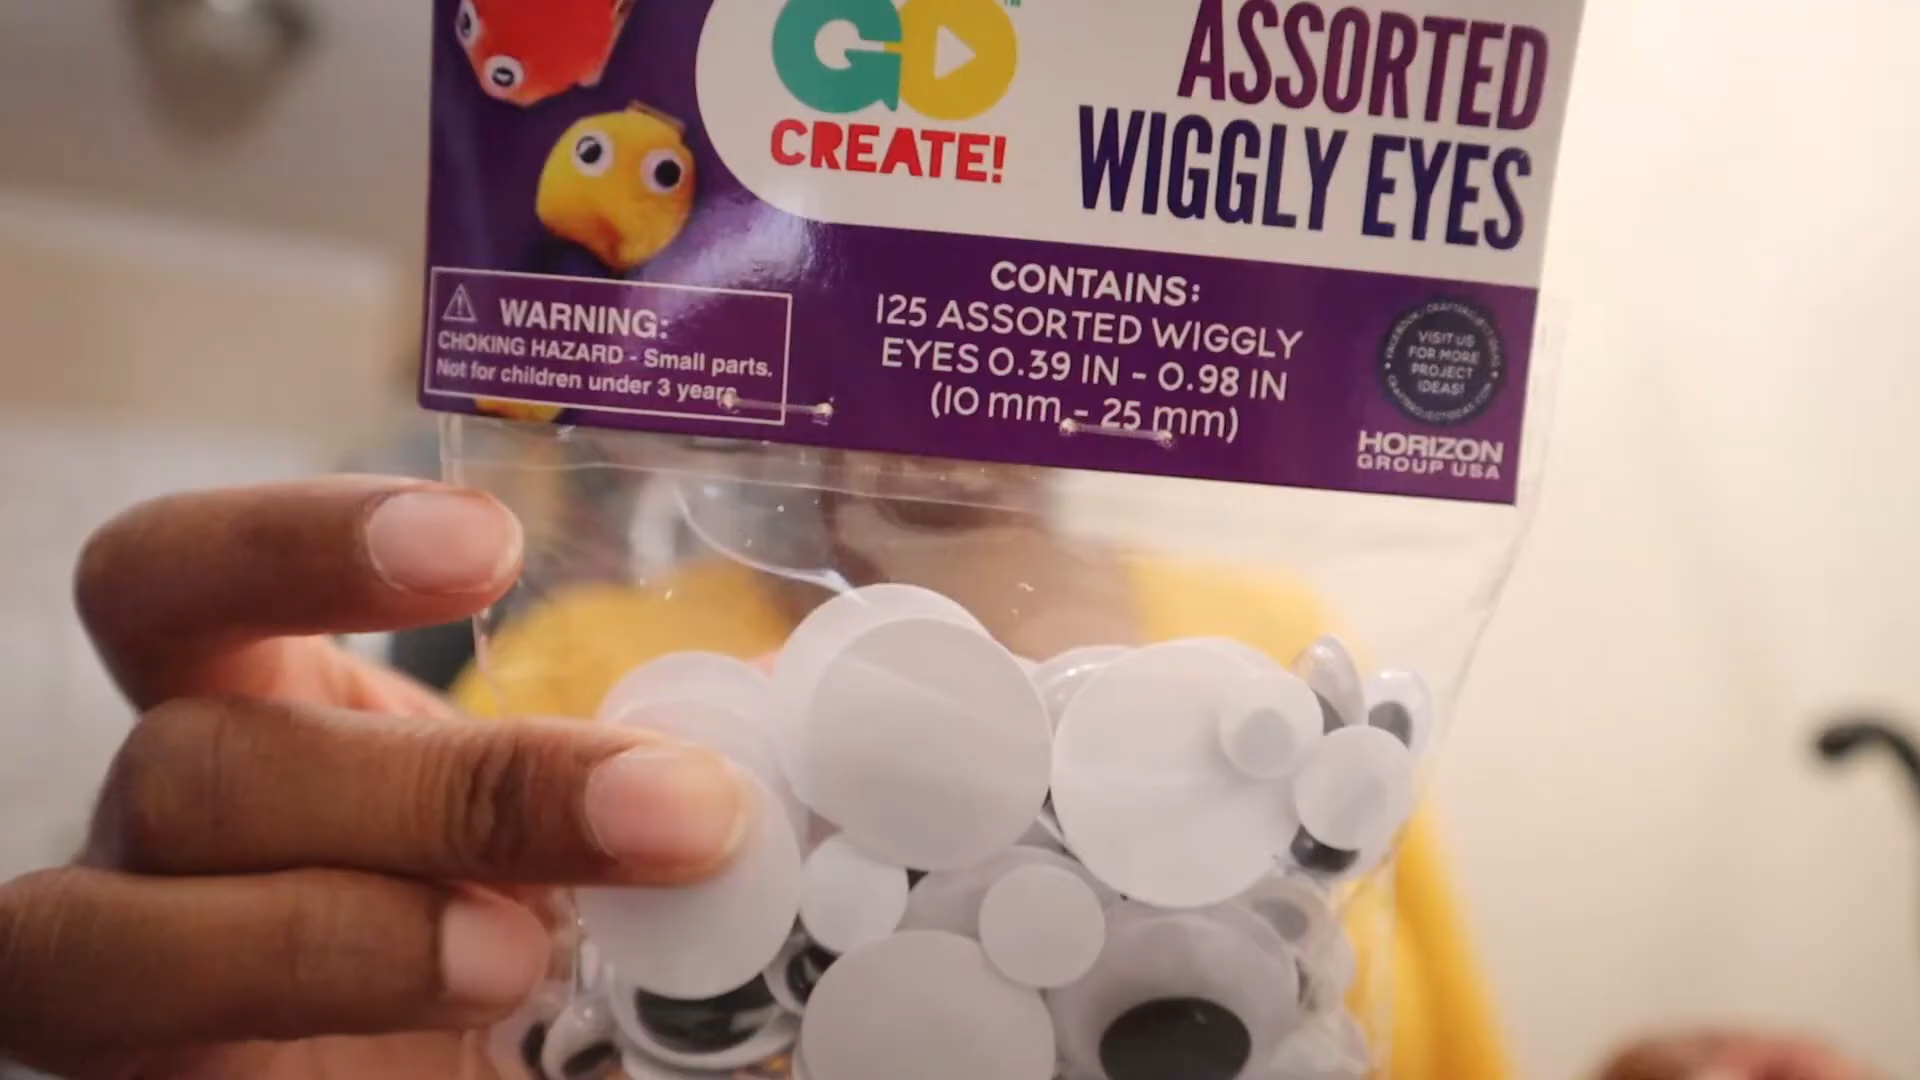 GO
CREATE!
ASSORTED
WIGGLY EYES
WARNING:
CHOKING HAZARD - Small parts.
Not for children under 3 years
CONTAINS:
125 ASSORTED WIGGLY
EYES 0.39 IN - 0.98 IN
(10 mm - 25 mm)
VISIT US
FOR MORE
PROJECT
IDEAS!
HORIZON
GROUP USA